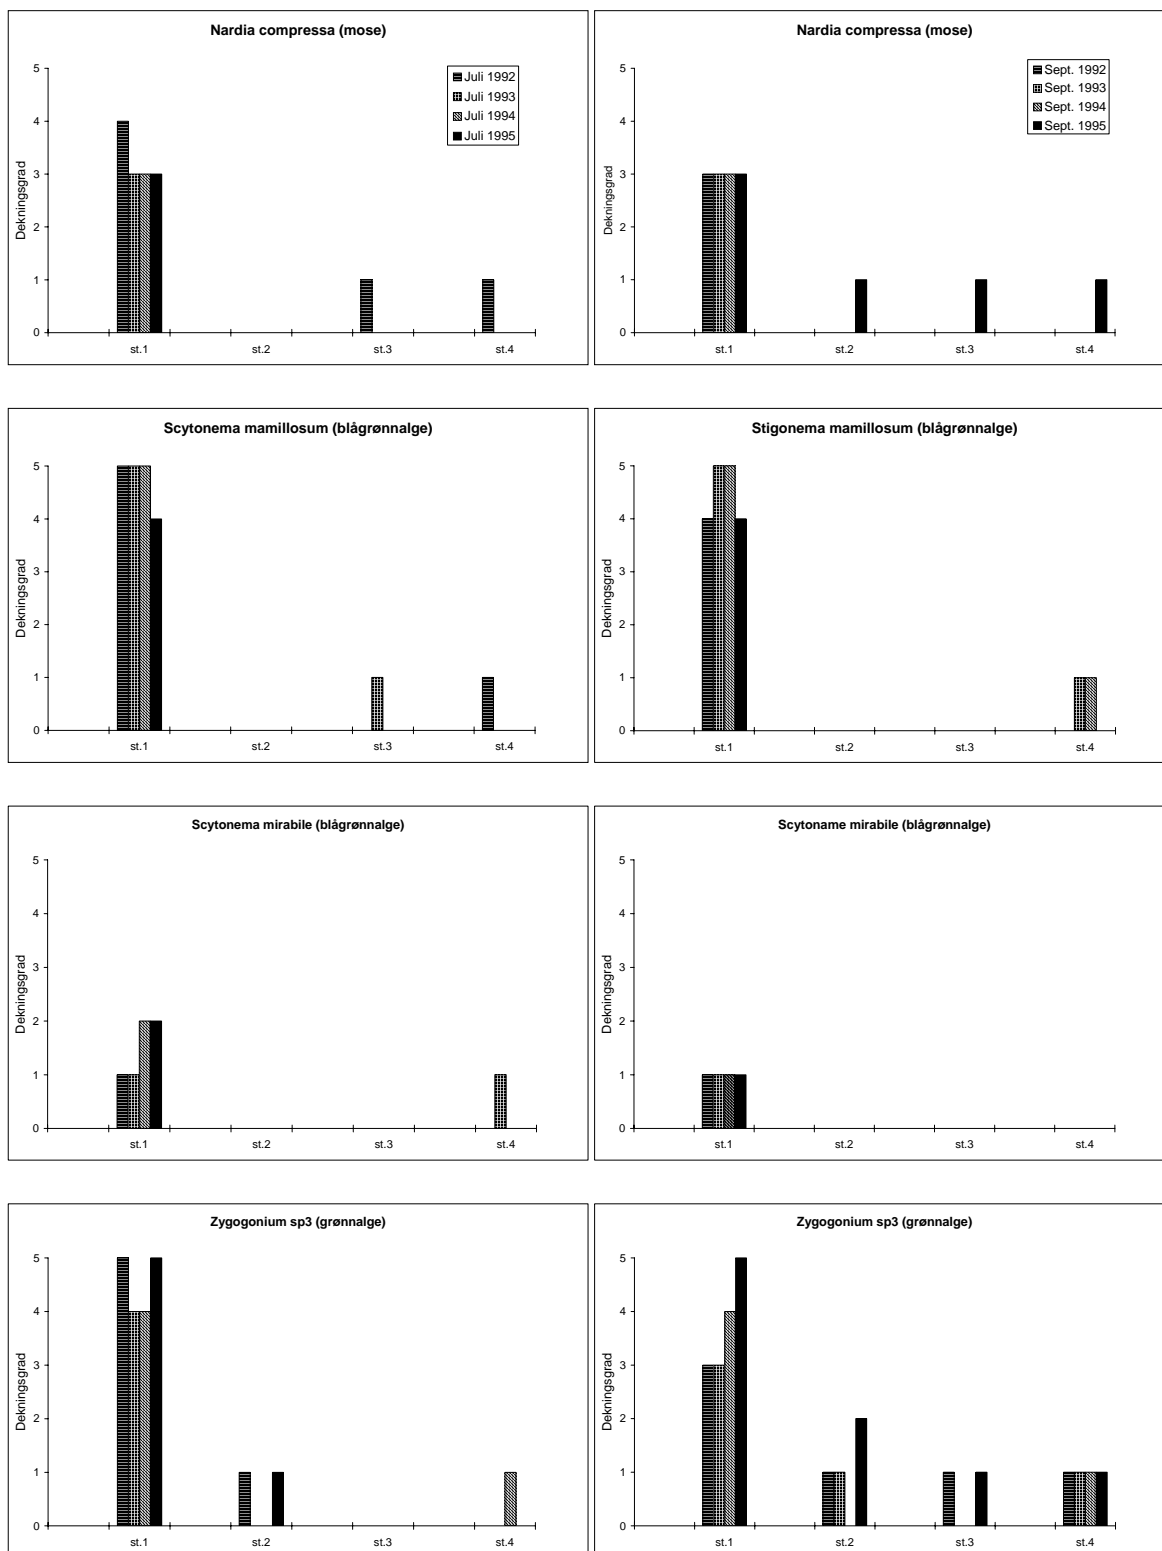 Nardia compressa (mose)
5
4
3
2
1
0
Dekningsgrad
Juli 1992
Juli 1993
Juli 1994
Juli 1995
st.1 st.2 st.3 st.4
Nardia compressa (mose)
5
4
3
2
1
0
Dekningsgrad
Sept. 1992
Sept. 1993
Sept. 1994
Sept. 1995
st.1 st.2 st.3 st.4
Scytonema mamillosum (blågrønnalge)
5
4
3
2
1
0
Dekningsgrad
st.1 st.2 st.3 st.4
Stigonema mamillosum (blågrønnalge)
5
4
3
2
1
0
Dekningsgrad
st.1 st.2 st.3 st.4
Scytonema mirabile (blågrønnalge)
5
4
3
2
1
0
Dekningsgrad
st.1 st.2 st.3 st.4
Scytoname mirabile (blågrønnalge)
5
4
3
2
1
0
Dekningsgrad
st.1 st.2 st.3 st.4
Zygogonium sp3 (grønnalge)
5
4
3
2
1
0
Dekningsgrad
st.1 st.2 st.3 st.4
Zygogonium sp3 (grønnalge)
5
4
3
2
1
0
Dekningsgrad
st.1 st.2 st.3 st.4